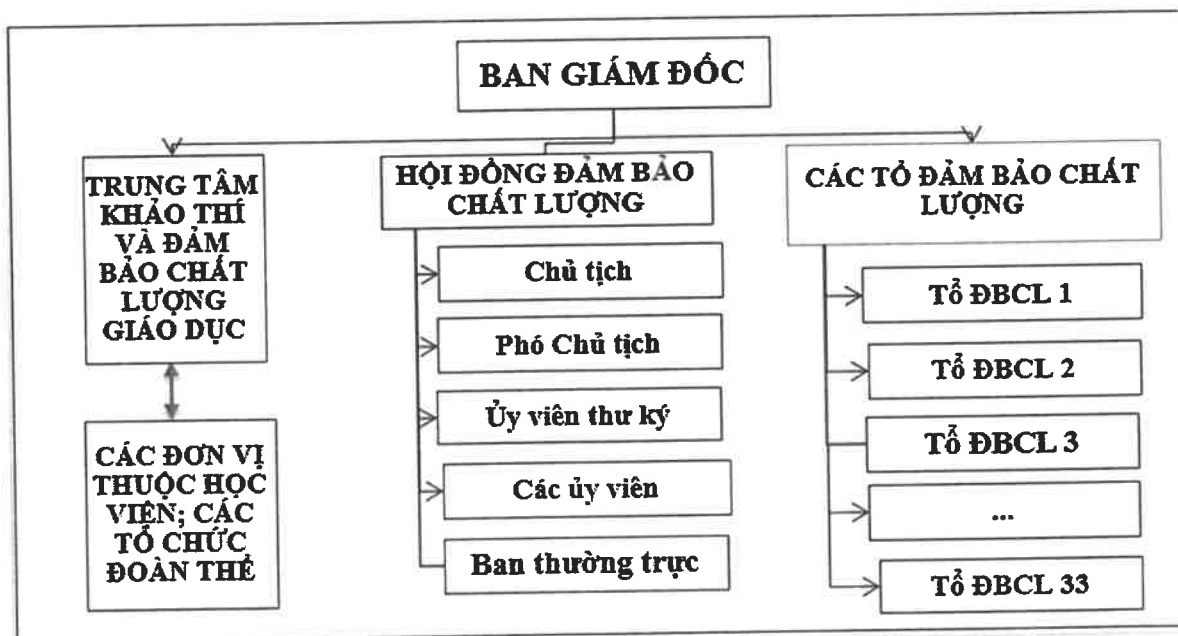 BAN GIÁM ĐỐC
TRUNG TÂM
KHẢO THÍ
VÀ ĐẢM
BẢO CHẤT
LƯỢNG
GIÁO DỤC
CÁC ĐƠN VỊ
THUỘC HỌC
VIỆN; CÁC
TỔ CHỨC
ĐOÀN THỂ
HỘI ĐỒNG ĐẢM BẢO
CHẤT LƯỢNG
Chủ tịch
Phó Chủ tịch
Ủy viên thư ký
Các ủy viên
Ban thường trực
CÁC TỔ ĐẢM BẢO CHẤT
LƯỢNG
Tổ ĐBCL 1
Tổ ĐBCL 2
Tổ ĐBCL 3
...
Tổ ĐBCL 33